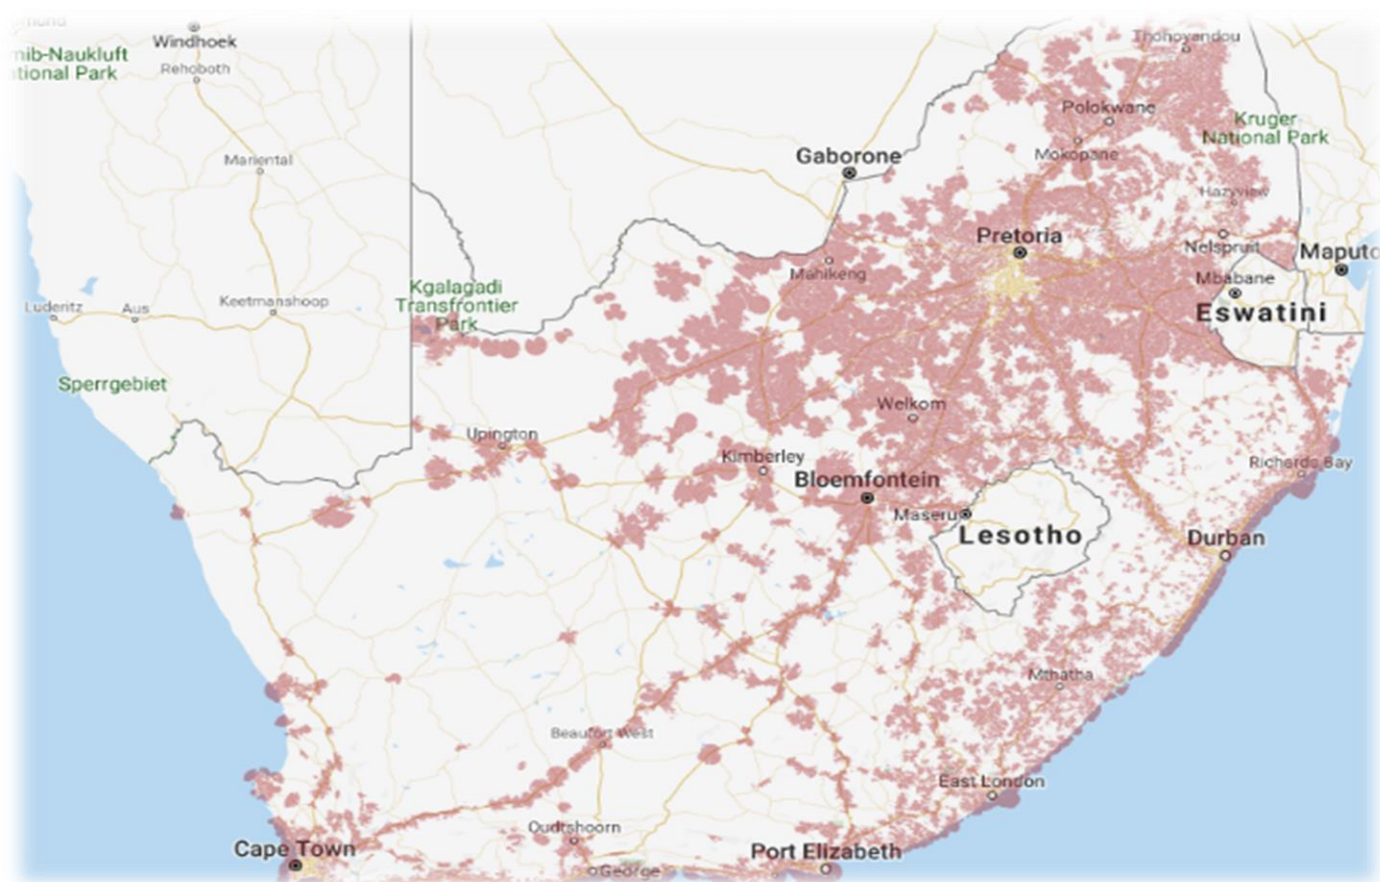 Windhoek
Rehoboth
mib-Naukluft
tional Park
Thohoyandou
Polokwane
Kruger
National Park
Mokopane
Gaborone
Mariental
Hazyview
Pretoria
Nelspruit
Maputo
Mahikeng
Mbabane
Kgalagadi
Transfrontier
Park
Luderitz
Aus
Keetmanshoop
Eswatini
Sperrgebiet
Welkom
Upington
Kimberley
Richards Bay
Bloemfontein
Maseru
Lesotho
Durban
Mthatha
Beaufort West
East London
Oudtshoorn
Cape Town
Port Elizabeth
George